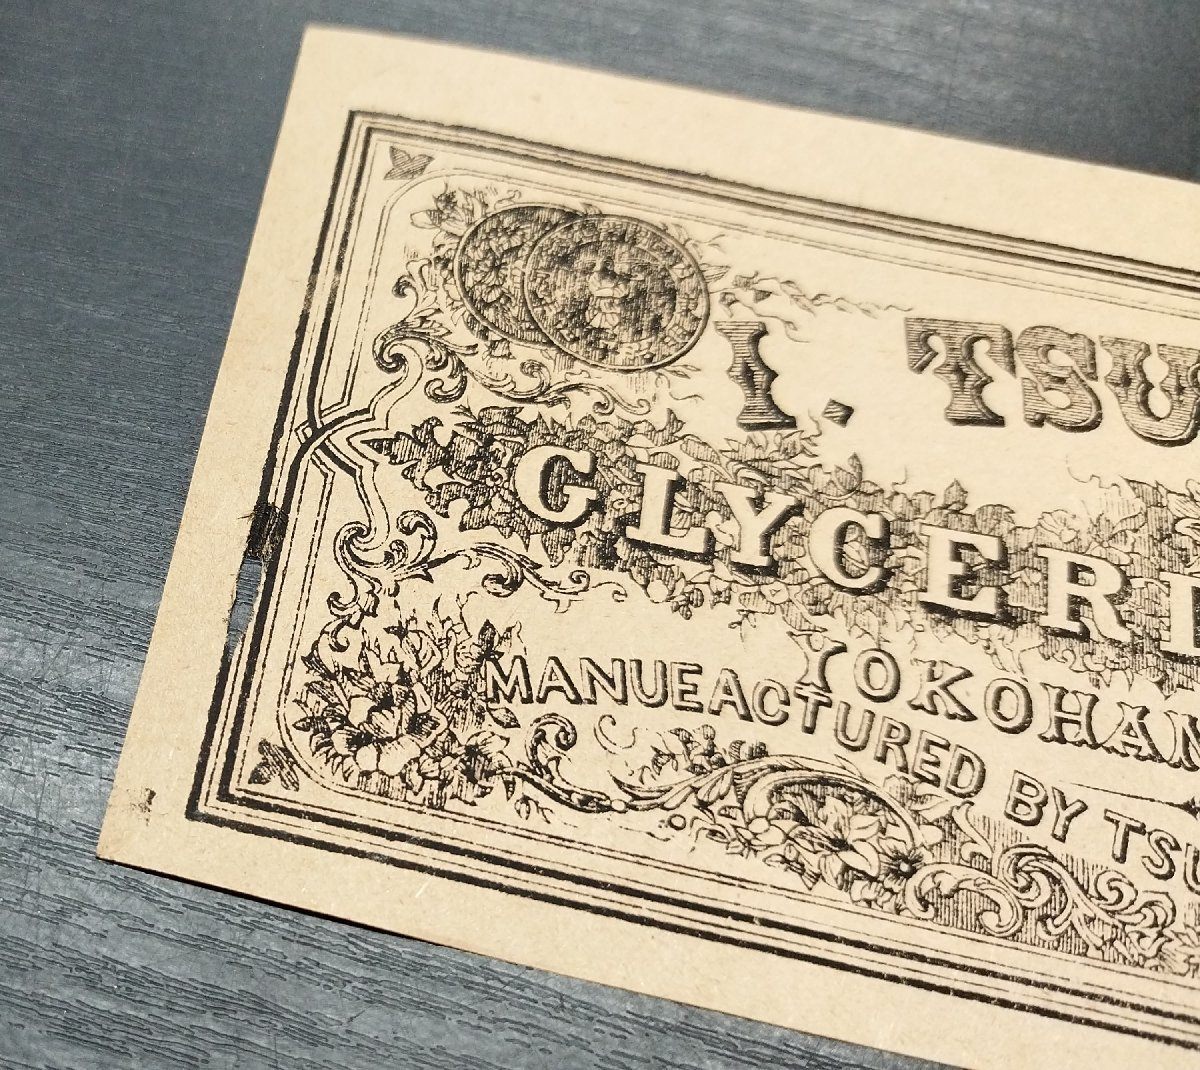 I. TSU
GLYCERI
YOKOHAM
MANUEACTURED BY TSU